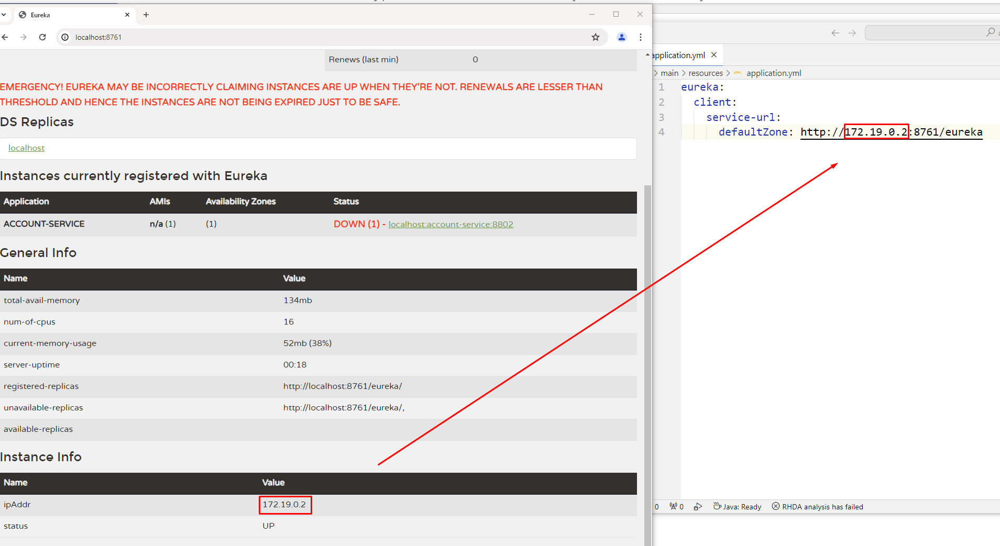 Eureka
localhost:8761
Renews (last min) 0
EMERGENCY! EUREKA MAY BE INCORRECTLY CLAIMING INSTANCES ARE UP WHEN THEY'RE NOT. RENEWALS ARE LESSER THAN
THRESHOLD AND HENCE THE INSTANCES ARE NOT BEING EXPIRED JUST TO BE SAFE.
DS Replicas
localhost
Instances currently registered with Eureka
Application AMIs Availability Zones Status
ACCOUNT-SERVICE n/a (1) (1) DOWN (1) - localhost:account-service:8802
General Info
Name Value
total-avail-memory 134mb
num-of-cpus 16
current-memory-usage 52mb (38%)
server-uptime 00:18
registered-replicas http://localhost:8761/eureka/
unavailable-replicas http://localhost:8761/eureka/,
available-replicas
Instance Info
Name Value
ipAddr 172.19.0.2
status UP
application.yml
main resources application.yml
1 eureka:
2 client:
3 service-url:
4 defaultZone: http://172.19.0.2:8761/eureka
0 0 Java: Ready RHDA analysis has failed